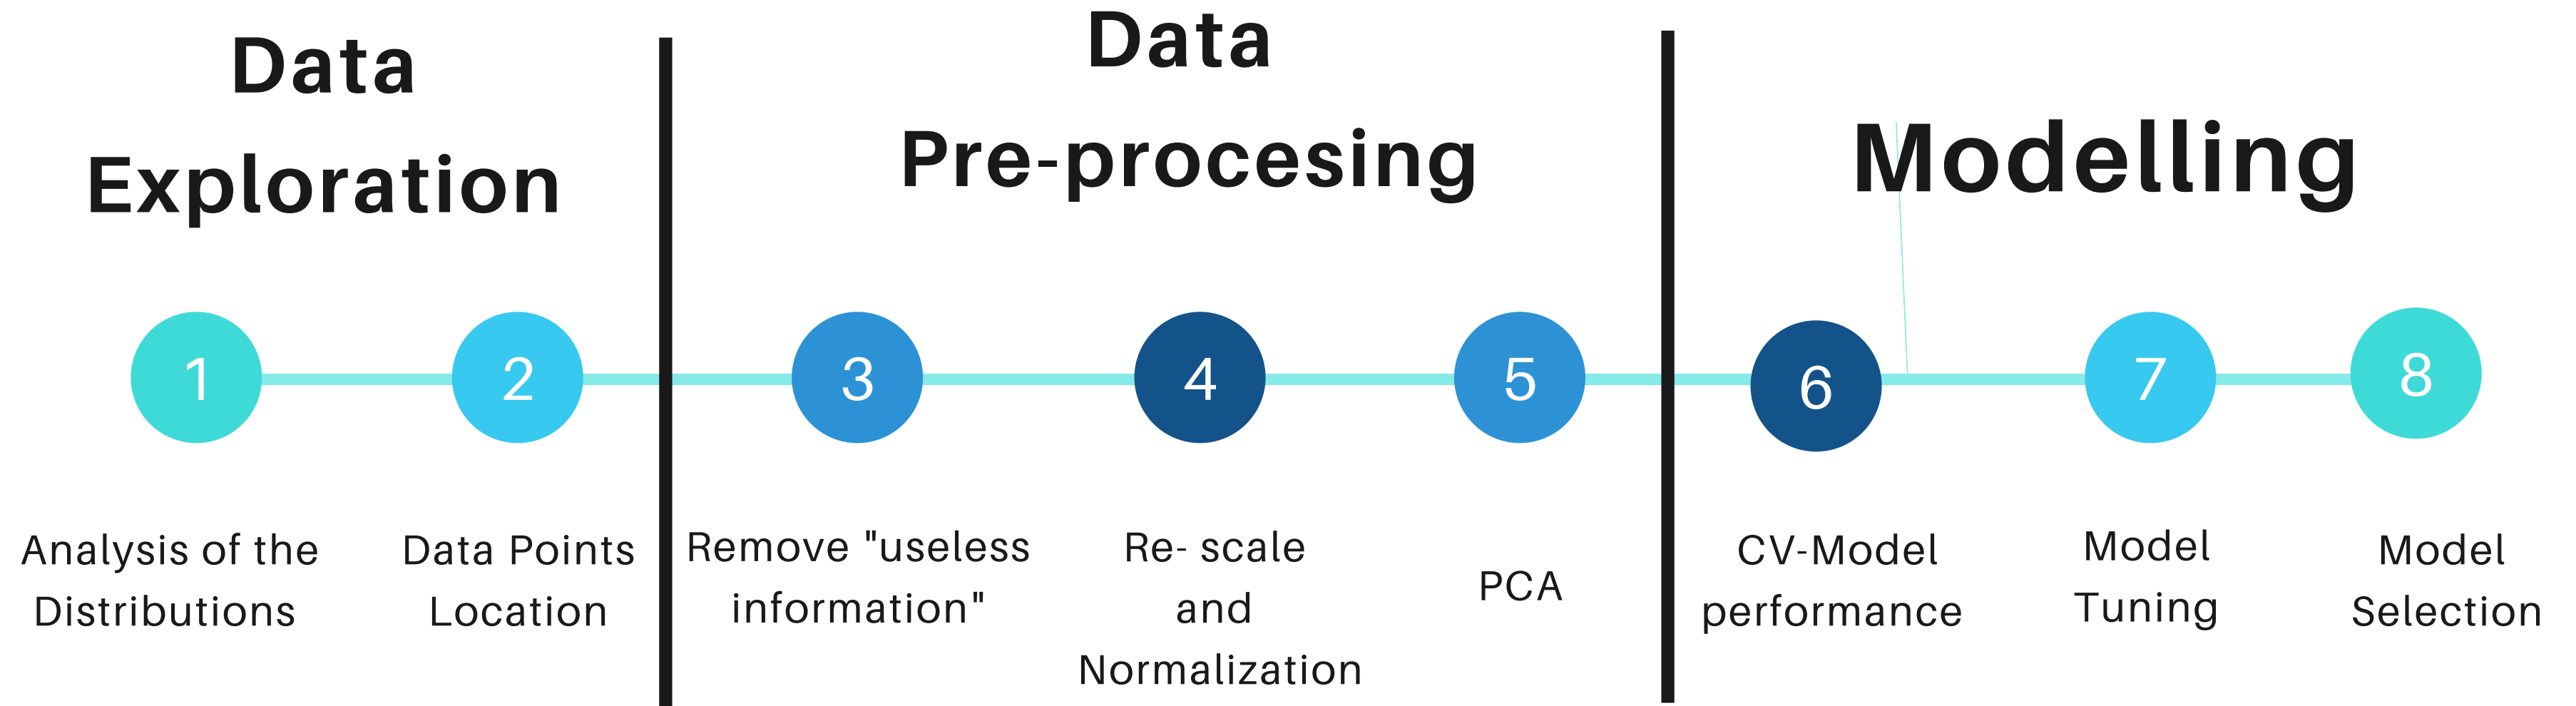 Data
Exploration
Data
Pre-procesing
Modelling
1
2
3
4
5
6
7
8
Analysis of the
Distributions
Data Points
Location
Remove "useless
information"
Re- scale
and
Normalization
PCA
CV-Model
performance
Model
Tuning
Model
Selection